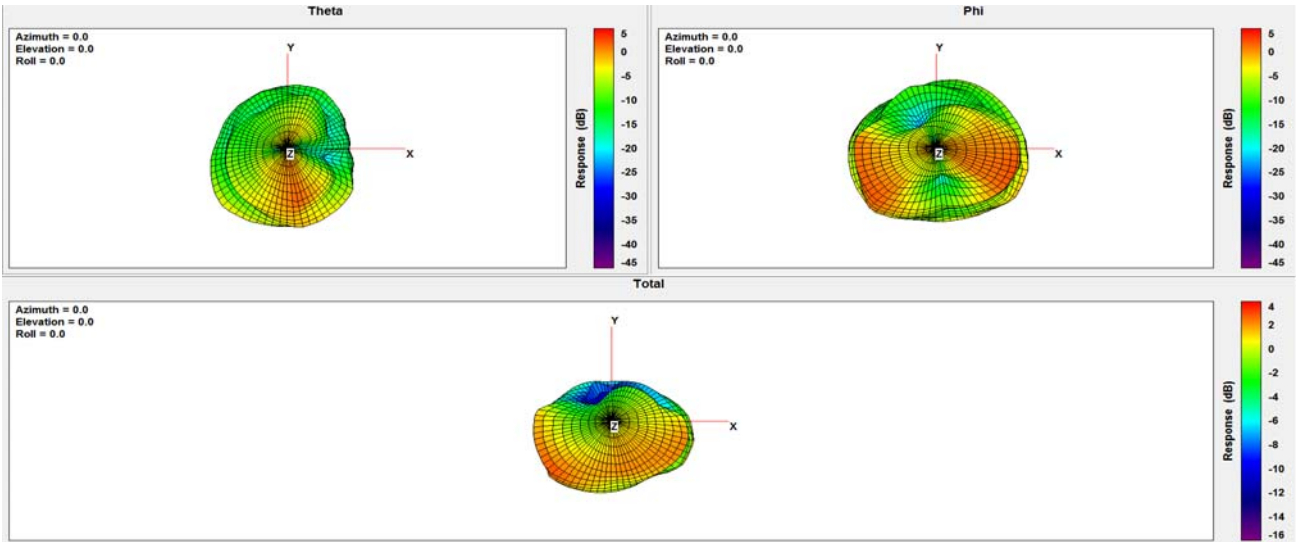 Theta
Azimuth = 0.0
Elevation = 0.0
Roll = 0.0
Y
X
Z
Response (dB)
5
0
-5
-10
-15
-20
-25
-30
-35
-40
-45
Phi
Azimuth = 0.0
Elevation = 0.0
Roll = 0.0
Y
X
Z
Response (dB)
5
0
-5
-10
-15
-20
-25
-30
-35
-40
-45
Total
Azimuth = 0.0
Elevation = 0.0
Roll = 0.0
Y
X
Z
Response (dB)
4
2
0
-2
-4
-6
-8
-10
-12
-14
-16